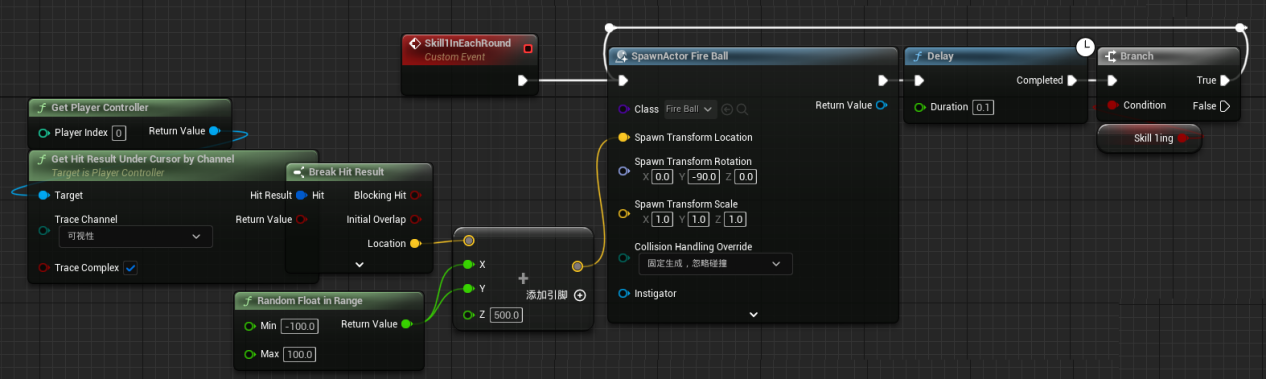 Skill1InEachRound
Custom Event
SpawnActor Fire Ball
Class
Fire Ball
Return Value
Spawn Transform Location
Spawn Transform Rotation
X 0.0 Y -90.0 Z 0.0
Spawn Transform Scale
X 1.0 Y 1.0 Z 1.0
Collision Handling Override
固定生成，忽略碰撞
Instigator
Delay
Completed
Duration 0.1
Branch
True
Condition
False
Skill 1ing
Get Player Controller
Player Index 0
Return Value
Get Hit Result Under Cursor by Channel
Target is Player Controller
Target
Hit Result
Trace Channel
可视性
Return Value
Trace Complex
Break Hit Result
Hit
Blocking Hit
Initial Overlap
Location
X
Y
添加引脚
Z 500.0
Random Float in Range
Min -100.0
Return Value
Max 100.0